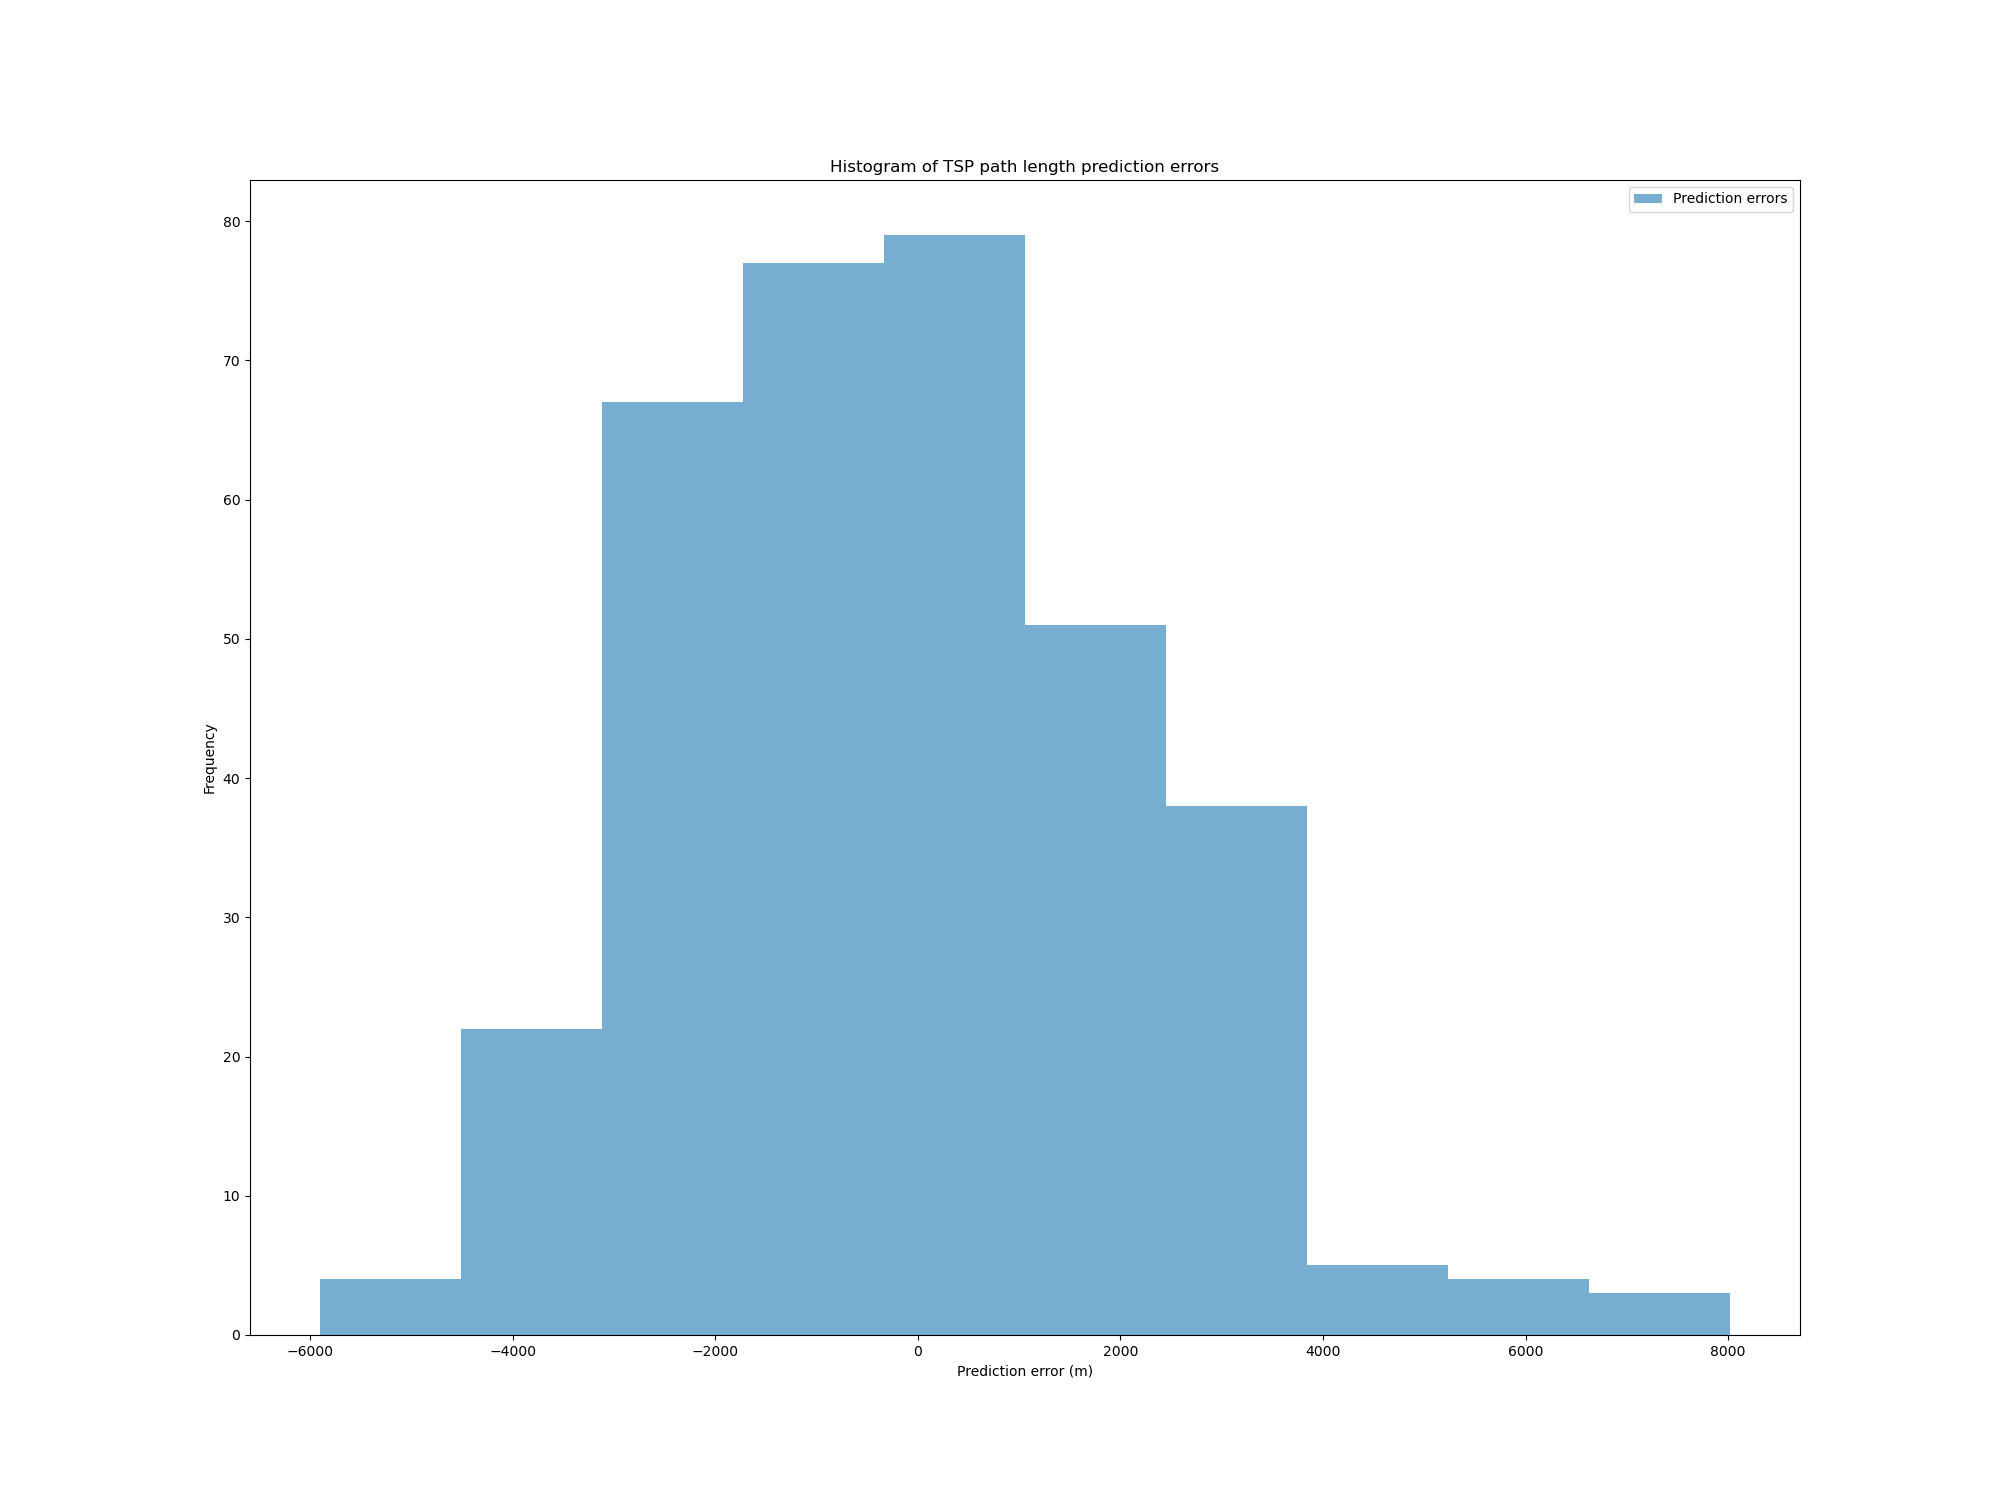 Histogram of TSP path length prediction errors
Prediction errors
80
70
60
50
40
30
20
10
0
Frequency
−6000 −4000 −2000 0 2000 4000 6000 8000
Prediction error (m)